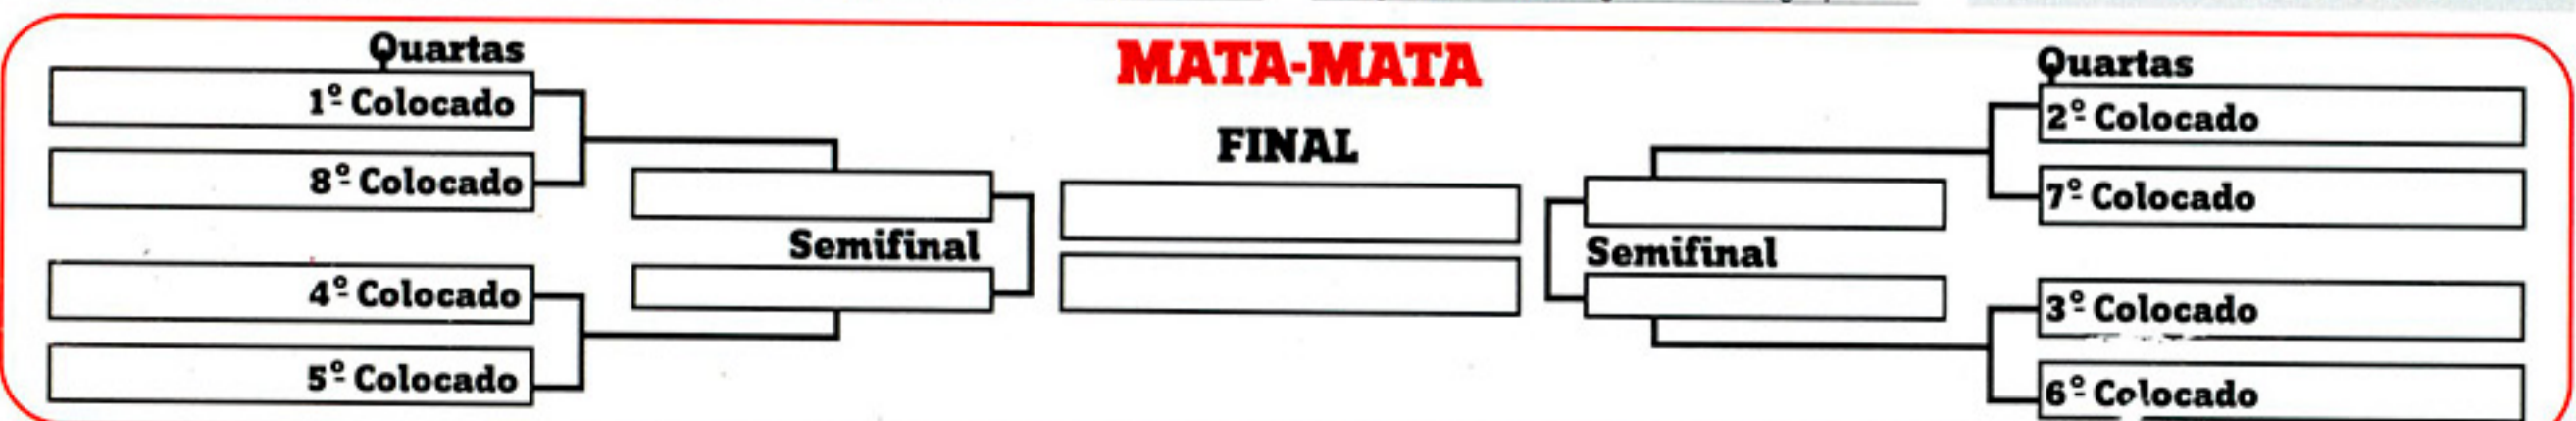 MATA-MATA
Quartas
1º Colocado
8º Colocado
4º Colocado
5º Colocado
Semifinal
FINAL
Semifinal
Quartas
2º Colocado
7º Colocado
3º Colocado
6º Colocado